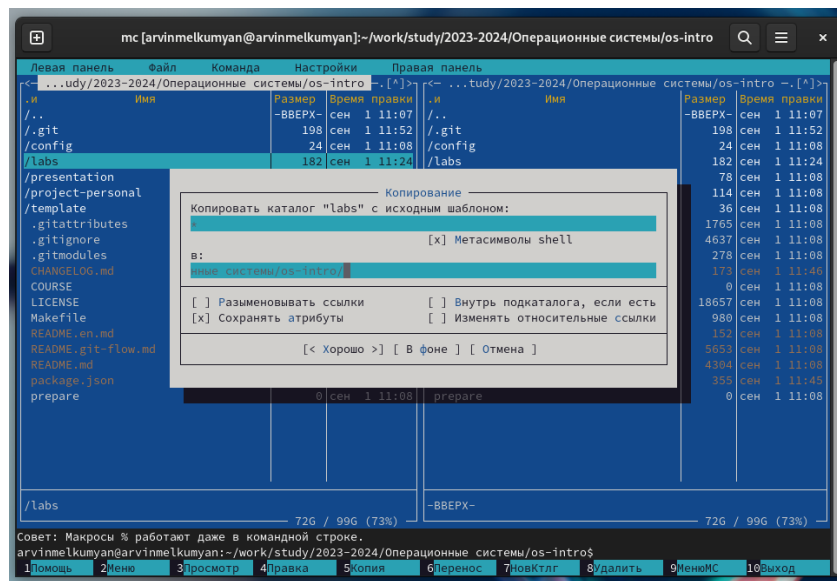 mc [arvinmelkumyan@arvinmelkumyan]:~/work/study/2023-2024/Операционные системы/os-intro
Левая панель Файл Команда Настройки Правая панель
<— ...udy/2023-2024/Операционные системы/os-intro —.[^]> <— ...tudy/2023-2024/Операционные системы/os-intro —.[^]>
.и Имя Размер Время правки .и Имя Размер Время правки
/.. -ВВЕРХ- сен 1 11:07 /.. -ВВЕРХ- сен 1 11:07
/.git 198 сен 1 11:52 /.git 198 сен 1 11:52
/config 24 сен 1 11:08 /config 24 сен 1 11:08
/labs 182 сен 1 11:24 /labs 182 сен 1 11:24
/presentation 78 сен 1 11:08
/project-personal 114 сен 1 11:08
/template 36 сен 1 11:08
.gitattributes 1765 сен 1 11:08
.gitignore 4637 сен 1 11:08
.gitmodules 278 сен 1 11:08
CHANGELOG.md 173 сен 1 11:46
COURSE 0 сен 1 11:08
LICENSE 18657 сен 1 11:08
Makefile 980 сен 1 11:08
README.en.md 152 сен 1 11:08
README.git-flow.md 5653 сен 1 11:08
README.md 4304 сен 1 11:08
package.json 355 сен 1 11:45
prepare 0 сен 1 11:08 prepare 0 сен 1 11:08
Копирование
Копировать каталог "labs" с исходным шаблоном:
*
[x] Метасимволы shell
в:
нные системы/os-intro/
[ ] Разыменовывать ссылки [ ] Внутрь подкаталога, если есть
[x] Сохранять атрибуты [ ] Изменять относительные ссылки
[< Хорошо >] [ В фоне ] [ Отмена ]
/labs -ВВЕРХ-
72G / 99G (73%) 72G / 99G (73%)
Совет: Макросы % работают даже в командной строке.
arvinmelkumyan@arvinmelkumyan:~/work/study/2023-2024/Операционные системы/os-intro$
1Помощь 2Меню 3Просмотр 4Правка 5Копия 6Перенос 7НовКтлг 8Удалить 9МенюМС 10Выход